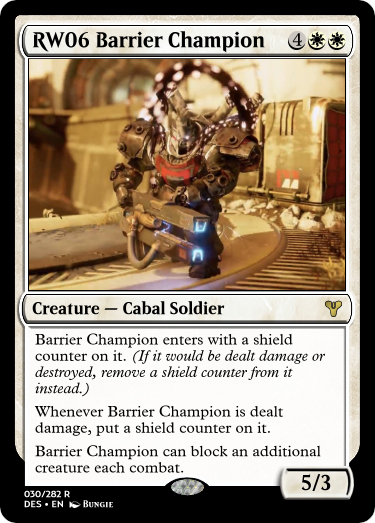 RW06 Barrier Champion 4
Creature — Cabal Soldier
Barrier Champion enters with a shield
counter on it. (If it would be dealt damage or
destroyed, remove a shield counter from it
instead.)
Whenever Barrier Champion is dealt
damage, put a shield counter on it.
Barrier Champion can block an additional
creature each combat.
5/3
030/282 R
DES • EN Bungie